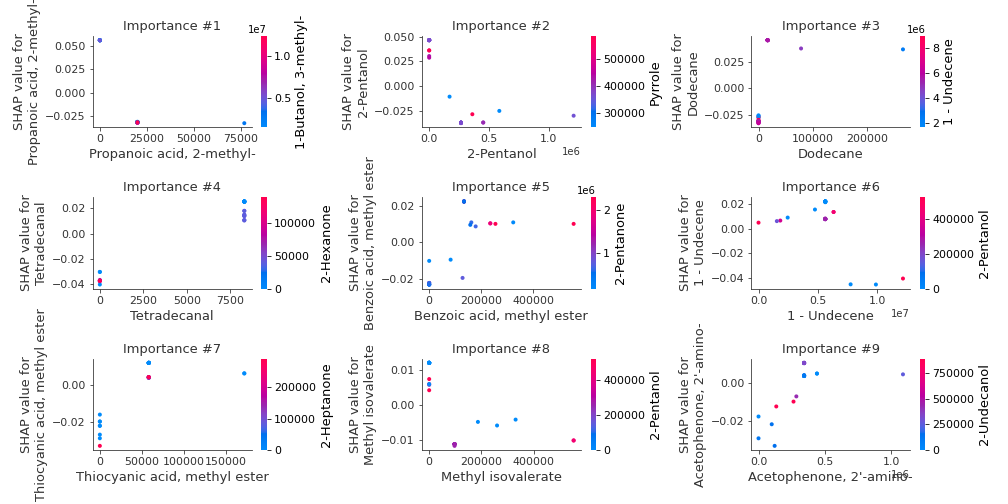 Importance #1
SHAP value for
Propanoic acid, 2-methyl-
0.050
0.025
0.000
−0.025
0
25000
50000
75000
Propanoic acid, 2-methyl-
1e7
1.0
0.5
1-Butanol, 3-methyl-
Importance #2
SHAP value for
2-Pentanol
0.050
0.025
0.000
−0.025
0.0
0.5
1.0
1e6
2-Pentanol
500000
400000
300000
Pyrrole
Importance #3
SHAP value for
Dodecane
0.025
0.000
−0.025
0
100000
200000
Dodecane
1e6
8
6
4
2
1 - Undecene
Importance #4
SHAP value for
Tetradecanal
0.02
0.00
−0.02
−0.04
0
2500
5000
7500
Tetradecanal
100000
50000
0
2-Hexanone
Importance #5
SHAP value for
Benzoic acid, methyl ester
0.02
0.00
−0.02
0
200000
400000
Benzoic acid, methyl ester
1e6
2
1
2-Pentanone
Importance #6
SHAP value for
1 - Undecene
0.02
0.00
−0.02
−0.04
0.0
0.5
1.0
1e7
1 - Undecene
400000
200000
0
2-Pentanol
Importance #7
SHAP value for
Thiocyanic acid, methyl ester
0.00
−0.02
0
50000
100000
150000
Thiocyanic acid, methyl ester
200000
100000
0
2-Heptanone
Importance #8
SHAP value for
Methyl isovalerate
0.01
0.00
−0.01
0
200000
400000
Methyl isovalerate
400000
200000
0
2-Pentanol
Importance #9
SHAP value for
Acetophenone, 2'-amino-
0.00
−0.02
0.0
0.5
1.0
1e6
Acetophenone, 2'-amino-
750000
500000
250000
0
2-Pentanol